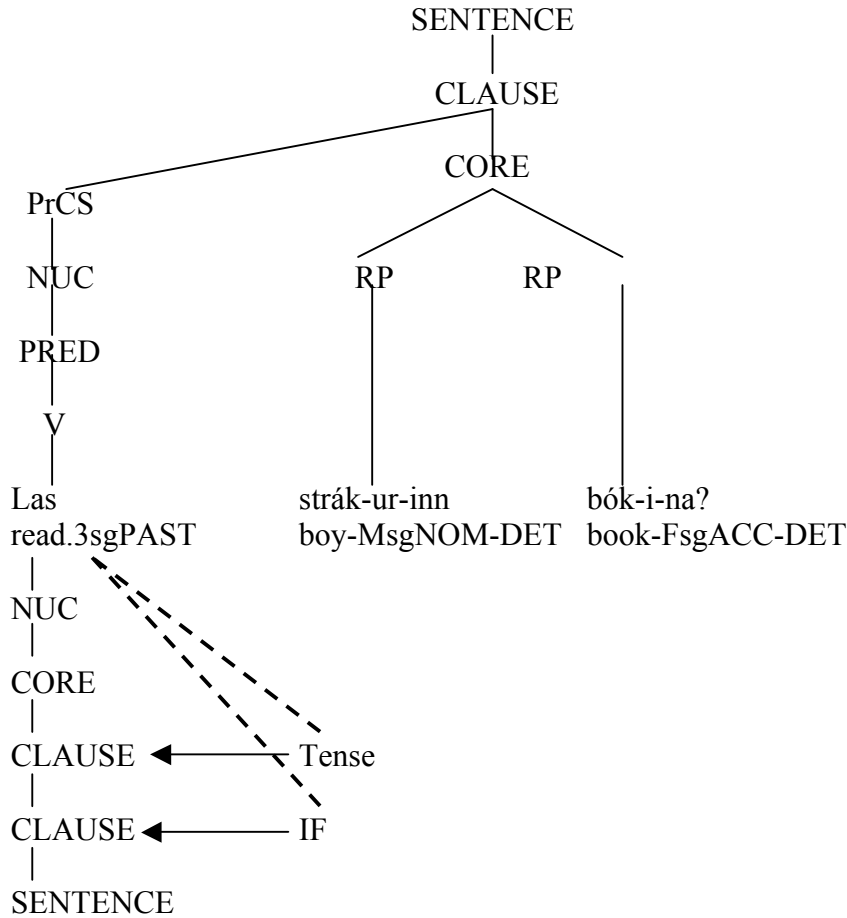 SENTENCE
CLAUSE
CORE
PrCS
NUC RP RP
PRED
V
Las strák-ur-inn bók-i-na?
read.3sgPAST boy-MsgNOM-DET book-FsgACC-DET
NUC
CORE
CLAUSE Tense
CLAUSE IF
SENTENCE